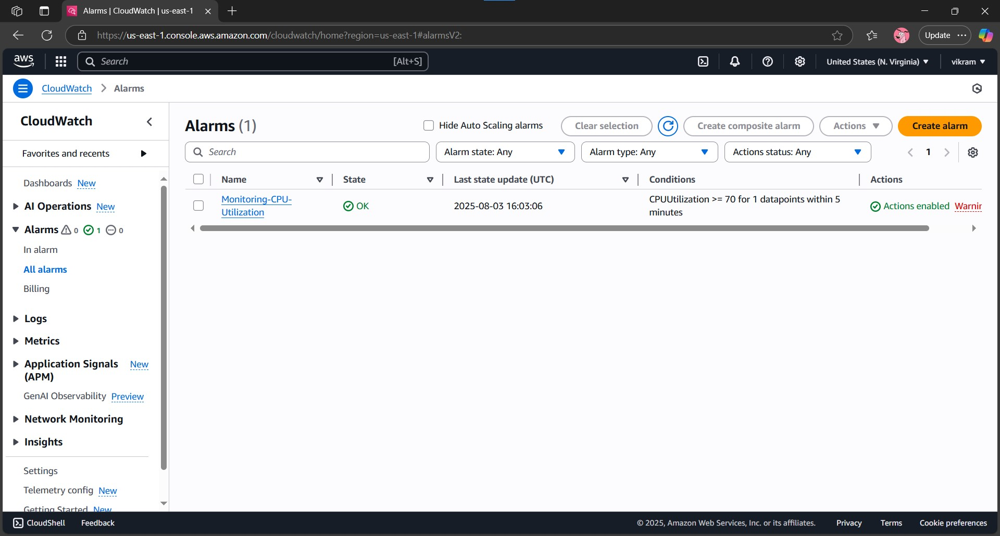 Alarms | CloudWatch | us-east-1
https://us-east-1.console.aws.amazon.com/cloudwatch/home?region=us-east-1#alarmsV2:
Update
aws
Search
[Alt+S]
United States (N. Virginia)
vikram
CloudWatch
Alarms
CloudWatch
Favorites and recents
Dashboards New
AI Operations New
Alarms 0 1 0
In alarm
All alarms
Billing
Logs
Metrics
Application Signals New
(APM)
GenAI Observability Preview
Network Monitoring
Insights
Settings
Telemetry config New
Getting Started New
Alarms (1)
Hide Auto Scaling alarms
Clear selection
Create composite alarm
Actions
Create alarm
Search
Alarm state: Any
Alarm type: Any
Actions status: Any
1
Name
State
Last state update (UTC)
Conditions
Actions
Monitoring-CPU-
Utilization
OK
2025-08-03 16:03:06
CPUUtilization >= 70 for 1 datapoints within 5
minutes
Actions enabled
Warnin
CloudShell
Feedback
© 2025, Amazon Web Services, Inc. or its affiliates.
Privacy
Terms
Cookie preferences